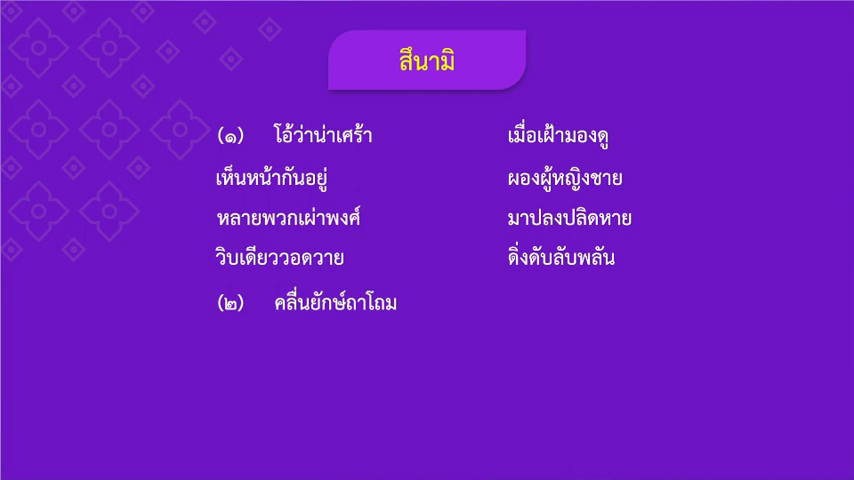 สึนามิ
(๑) โอ้ว่าน่าเศร้า เมื่อเฝ้ามองดู
เห็นหน้ากันอยู่ ผองผู้หญิงชาย
หลายพวกเผ่าพงศ์ มาปลงปลิดหาย
วิบเดียววอดวาย ดิ่งดับลับพลัน
(๒) คลื่นยักษ์ถาโถม